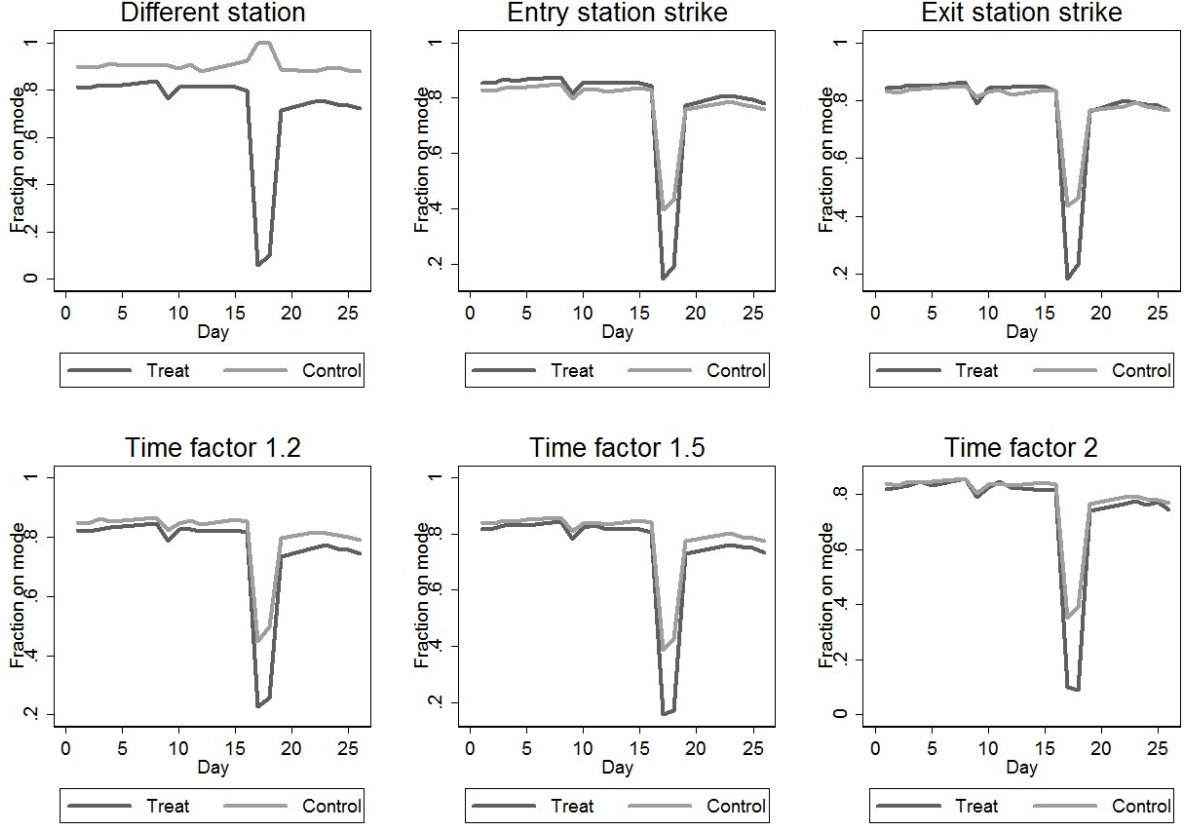 Different station
Fraction on mode
0 .2 .4 .6 .8 1
0 5 10 15 20 25
Day
Treat Control
Entry station strike
Fraction on mode
.2 .4 .6 .8 1
0 5 10 15 20 25
Day
Treat Control
Exit station strike
Fraction on mode
.2 .4 .6 .8 1
0 5 10 15 20 25
Day
Treat Control
Time factor 1.2
Fraction on mode
.2 .4 .6 .8 1
0 5 10 15 20 25
Day
Treat Control
Time factor 1.5
Fraction on mode
.2 .4 .6 .8 1
0 5 10 15 20 25
Day
Treat Control
Time factor 2
Fraction on mode
0 .2 .4 .6 .8
0 5 10 15 20 25
Day
Treat Control